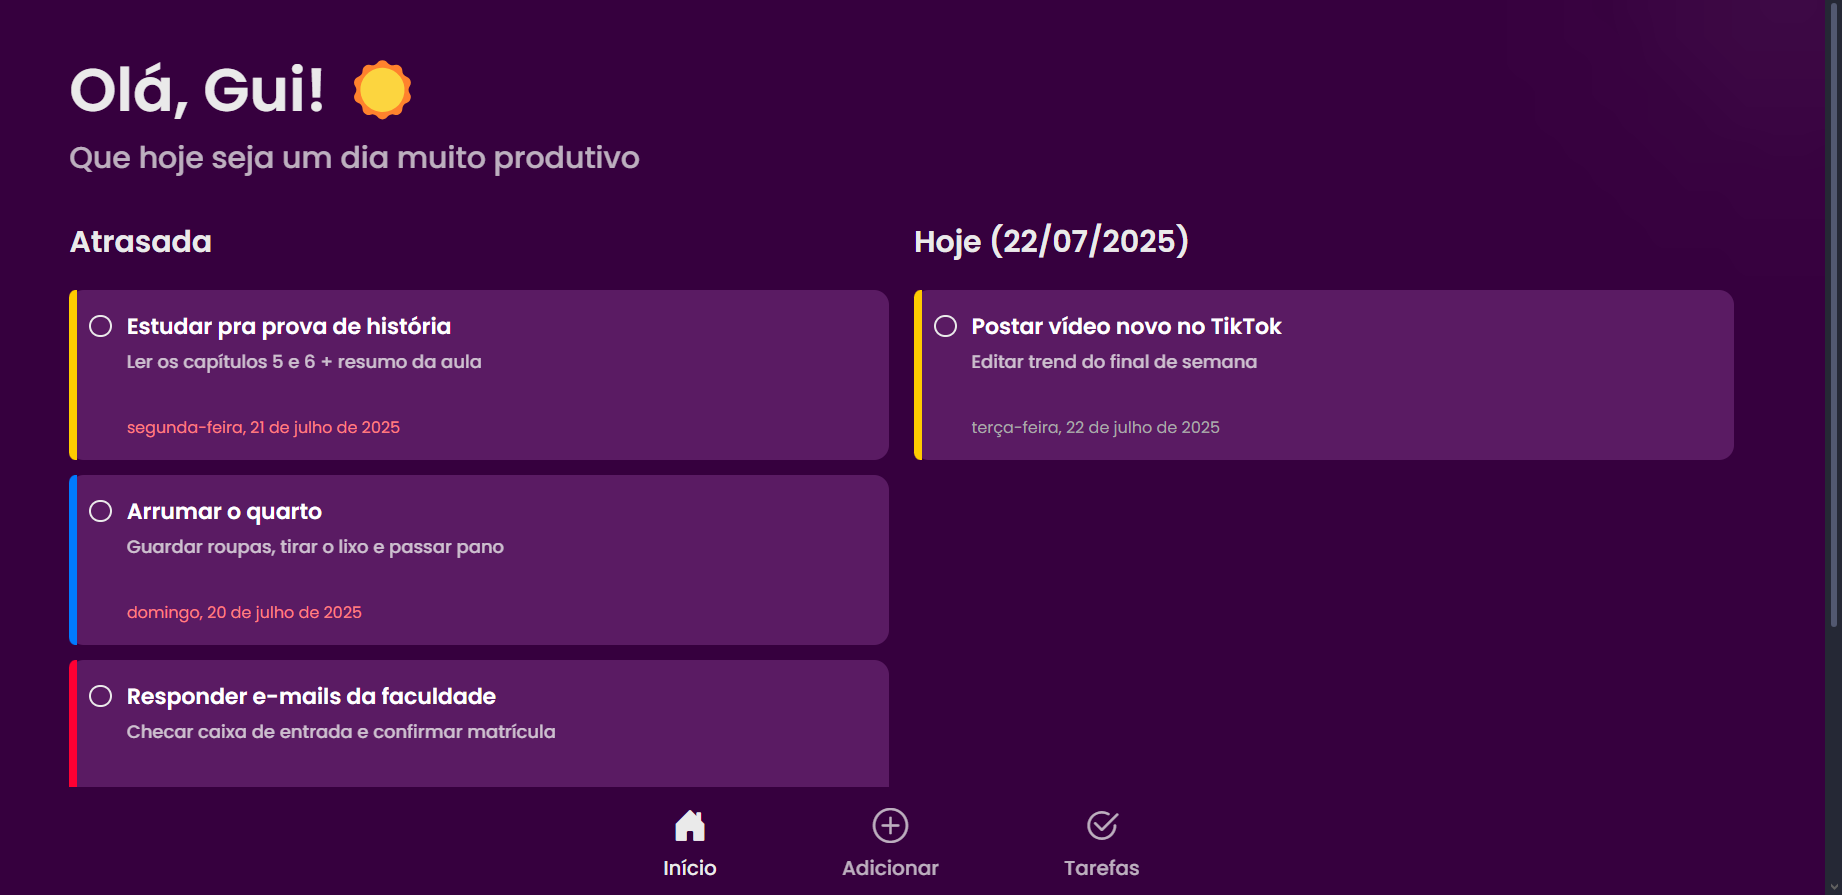 Olá, Gui!
Que hoje seja um dia muito produtivo
Atrasada
Estudar pra prova de história
Ler os capítulos 5 e 6 + resumo da aula
segunda-feira, 21 de julho de 2025
Arrumar o quarto
Guardar roupas, tirar o lixo e passar pano
domingo, 20 de julho de 2025
Responder e-mails da faculdade
Checar caixa de entrada e confirmar matrícula
Hoje (22/07/2025)
Postar vídeo novo no TikTok
Editar trend do final de semana
terça-feira, 22 de julho de 2025
Início
Adicionar
Tarefas